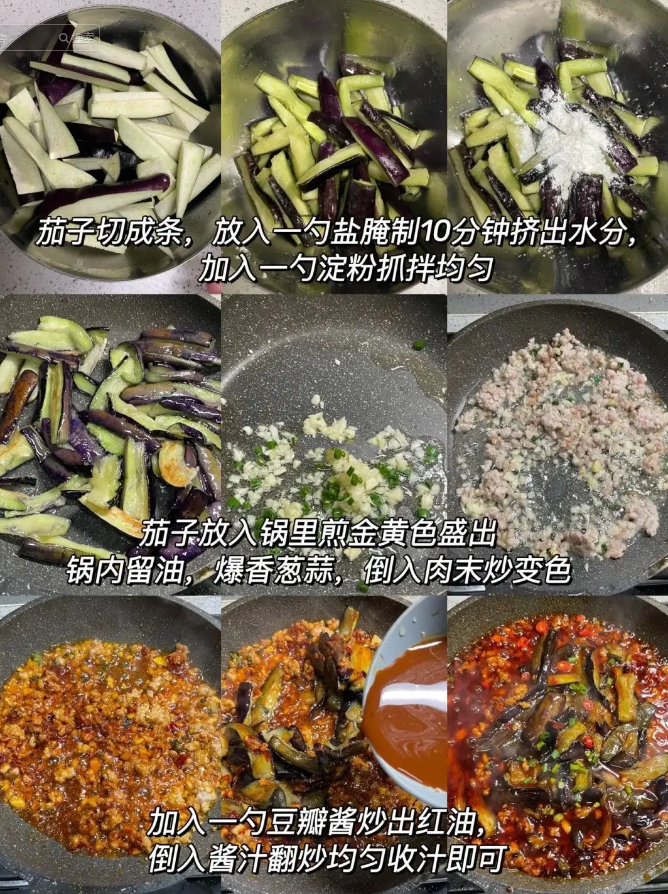 搜索
茄子切成条，放入一勺盐腌制10分钟挤出水分，
加入一勺淀粉抓拌均匀
茄子放入锅里煎金黄色盛出
锅内留油，爆香葱蒜，倒入肉末炒变色
加入一勺豆瓣酱炒出红油，
倒入酱汁翻炒均匀收汁即可